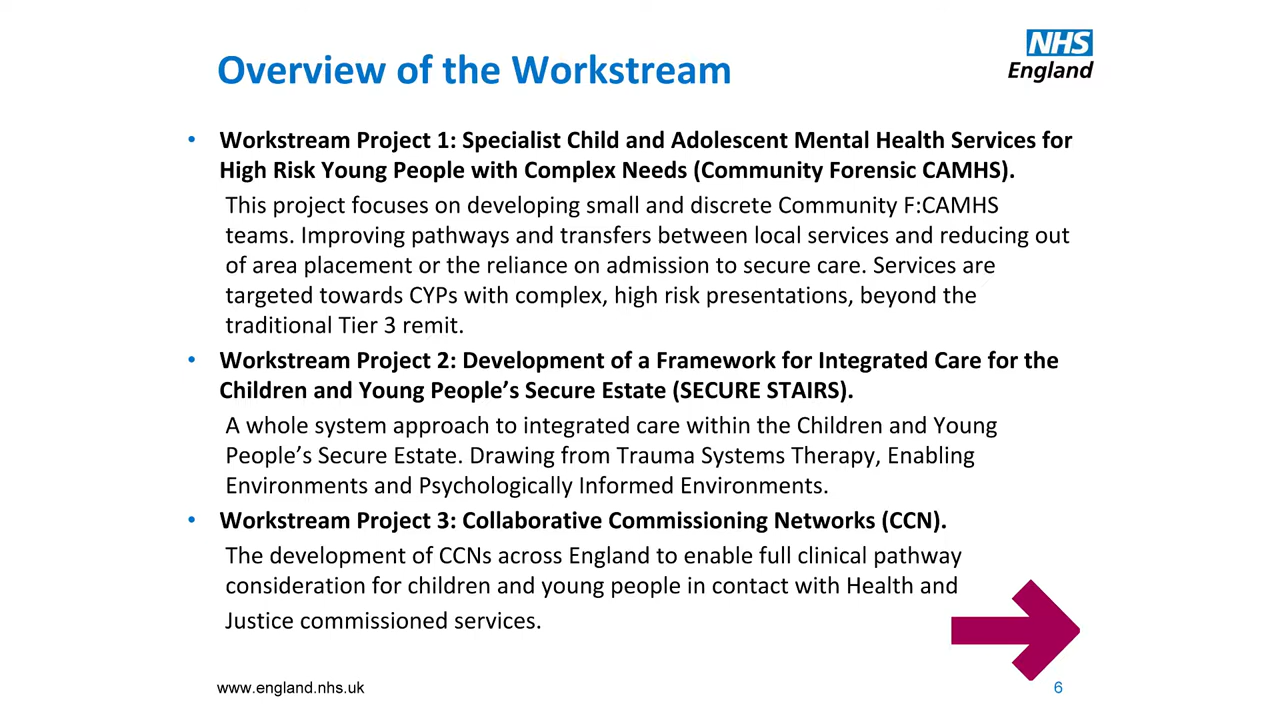 NHS
England
Overview of the Workstream
• Workstream Project 1: Specialist Child and Adolescent Mental Health Services for
High Risk Young People with Complex Needs (Community Forensic CAMHS).
This project focuses on developing small and discrete Community F:CAMHS
teams. Improving pathways and transfers between local services and reducing out
of area placement or the reliance on admission to secure care. Services are
targeted towards CYPs with complex, high risk presentations, beyond the
traditional Tier 3 remit.
• Workstream Project 2: Development of a Framework for Integrated Care for the
Children and Young People’s Secure Estate (SECURE STAIRS).
A whole system approach to integrated care within the Children and Young
People’s Secure Estate. Drawing from Trauma Systems Therapy, Enabling
Environments and Psychologically Informed Environments.
• Workstream Project 3: Collaborative Commissioning Networks (CCN).
The development of CCNs across England to enable full clinical pathway
consideration for children and young people in contact with Health and
Justice commissioned services.
www.england.nhs.uk
6